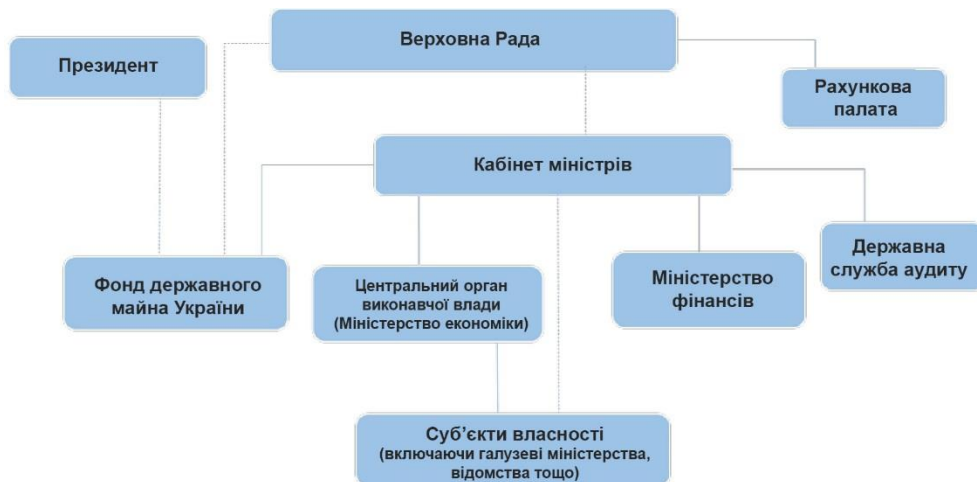 Верховна Рада
Президент
Рахункова
палата
Кабінет міністрів
Державна
служба аудиту
Фонд державного
майна України
Центральний орган
виконавчої влади
(Міністерство економіки)
Міністерство
фінансів
Суб’єкти власності
(включаючи галузеві міністерства,
відомства тощо)